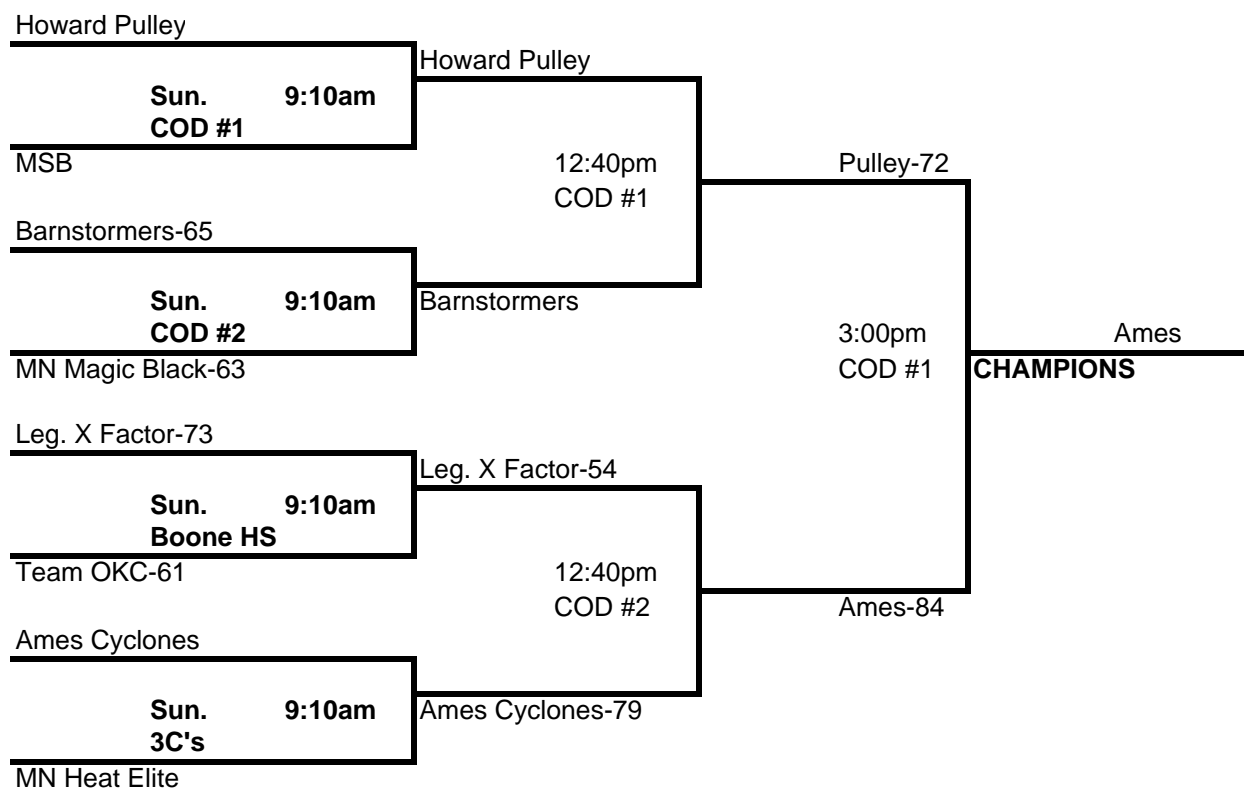 Howard Pulley
Howard Pulley
Sun. 9:10am
COD #1
MSB
12:40pm
COD #1
Pulley-72
Barnstormers-65
Sun. 9:10am
COD #2
Barnstormers
MN Magic Black-63
3:00pm
COD #1
Ames
CHAMPIONS
Leg. X Factor-73
Leg. X Factor-54
Sun. 9:10am
Boone HS
Team OKC-61
12:40pm
COD #2
Ames-84
Ames Cyclones
Sun. 9:10am
3C's
Ames Cyclones-79
MN Heat Elite